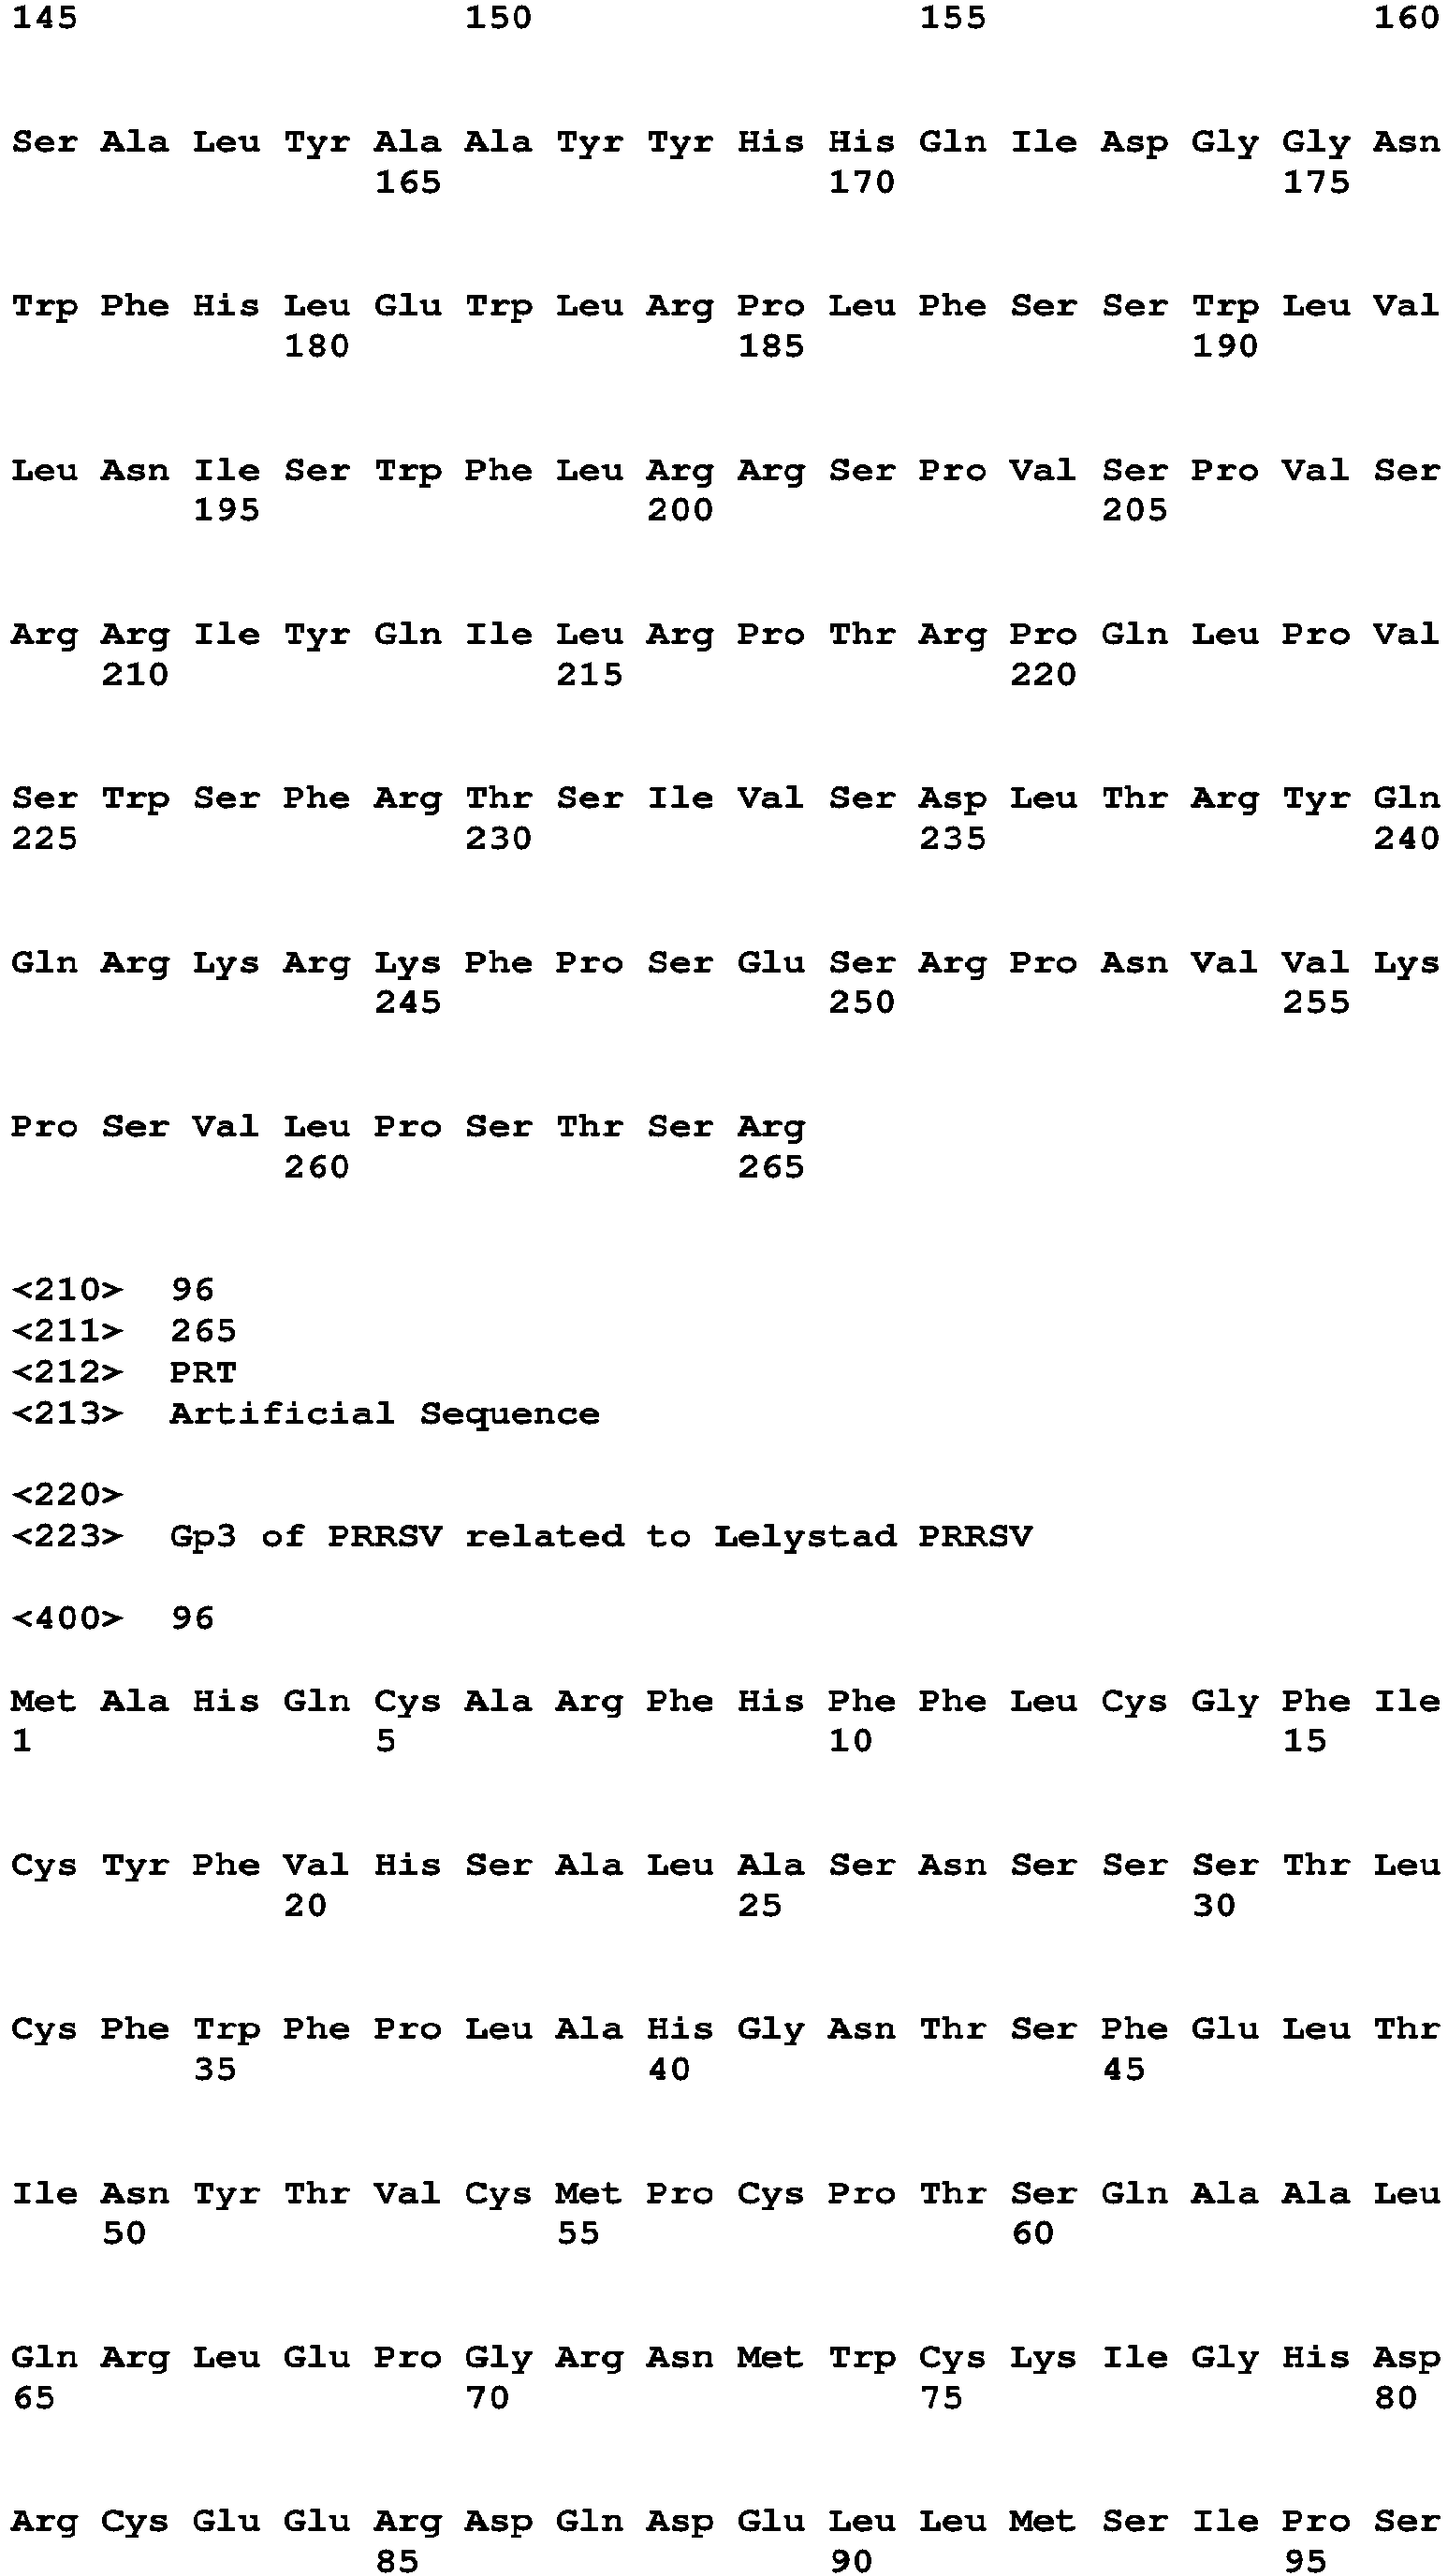 145 150 155 160
Ser Ala Leu Tyr Ala Ala Tyr Tyr His His Gln Ile Asp Gly Gly Asn
165 170 175
Trp Phe His Leu Glu Trp Leu Arg Pro Leu Phe Ser Ser Trp Leu Val
180 185 190
Leu Asn Ile Ser Trp Phe Leu Arg Arg Ser Pro Val Ser Pro Val Ser
195 200 205
Arg Arg Ile Tyr Gln Ile Leu Arg Pro Thr Arg Pro Gln Leu Pro Val
210 215 220
Ser Trp Ser Phe Arg Thr Ser Ile Val Ser Asp Leu Thr Arg Tyr Gln
225 230 235 240
Gln Arg Lys Arg Lys Phe Pro Ser Glu Ser Arg Pro Asn Val Val Lys
245 250 255
Pro Ser Val Leu Pro Ser Thr Ser Arg
260 265
<210> 96
<211> 265
<212> PRT
<213> Artificial Sequence
<220>
<223> Gp3 of PRRSV related to Lelystad PRRSV
<400> 96
Met Ala His Gln Cys Ala Arg Phe His Phe Phe Leu Cys Gly Phe Ile
1 5 10 15
Cys Tyr Phe Val His Ser Ala Leu Ala Ser Asn Ser Ser Ser Thr Leu
20 25 30
Cys Phe Trp Phe Pro Leu Ala His Gly Asn Thr Ser Phe Glu Leu Thr
35 40 45
Ile Asn Tyr Thr Val Cys Met Pro Cys Pro Thr Ser Gln Ala Ala Leu
50 55 60
Gln Arg Leu Glu Pro Gly Arg Asn Met Trp Cys Lys Ile Gly His Asp
65 70 75 80
Arg Cys Glu Glu Arg Asp Gln Asp Glu Leu Leu Met Ser Ile Pro Ser
85 90 95